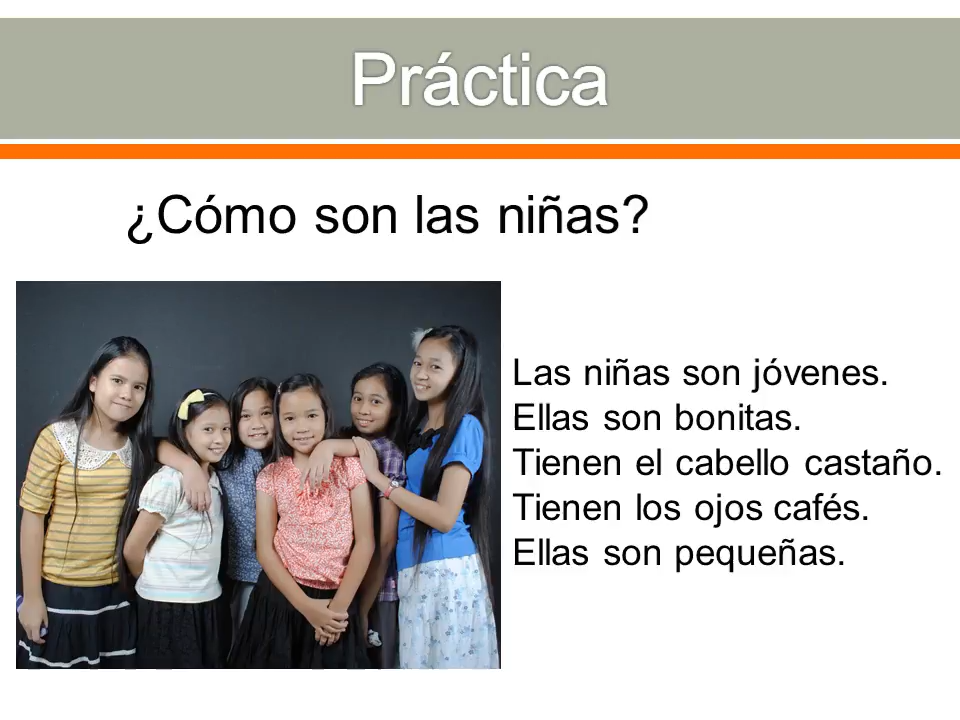 Práctica
¿Cómo son las niñas?
Las niñas son jóvenes.
Ellas son bonitas.
Tienen el cabello castaño.
Tienen los ojos cafés.
Ellas son pequeñas.